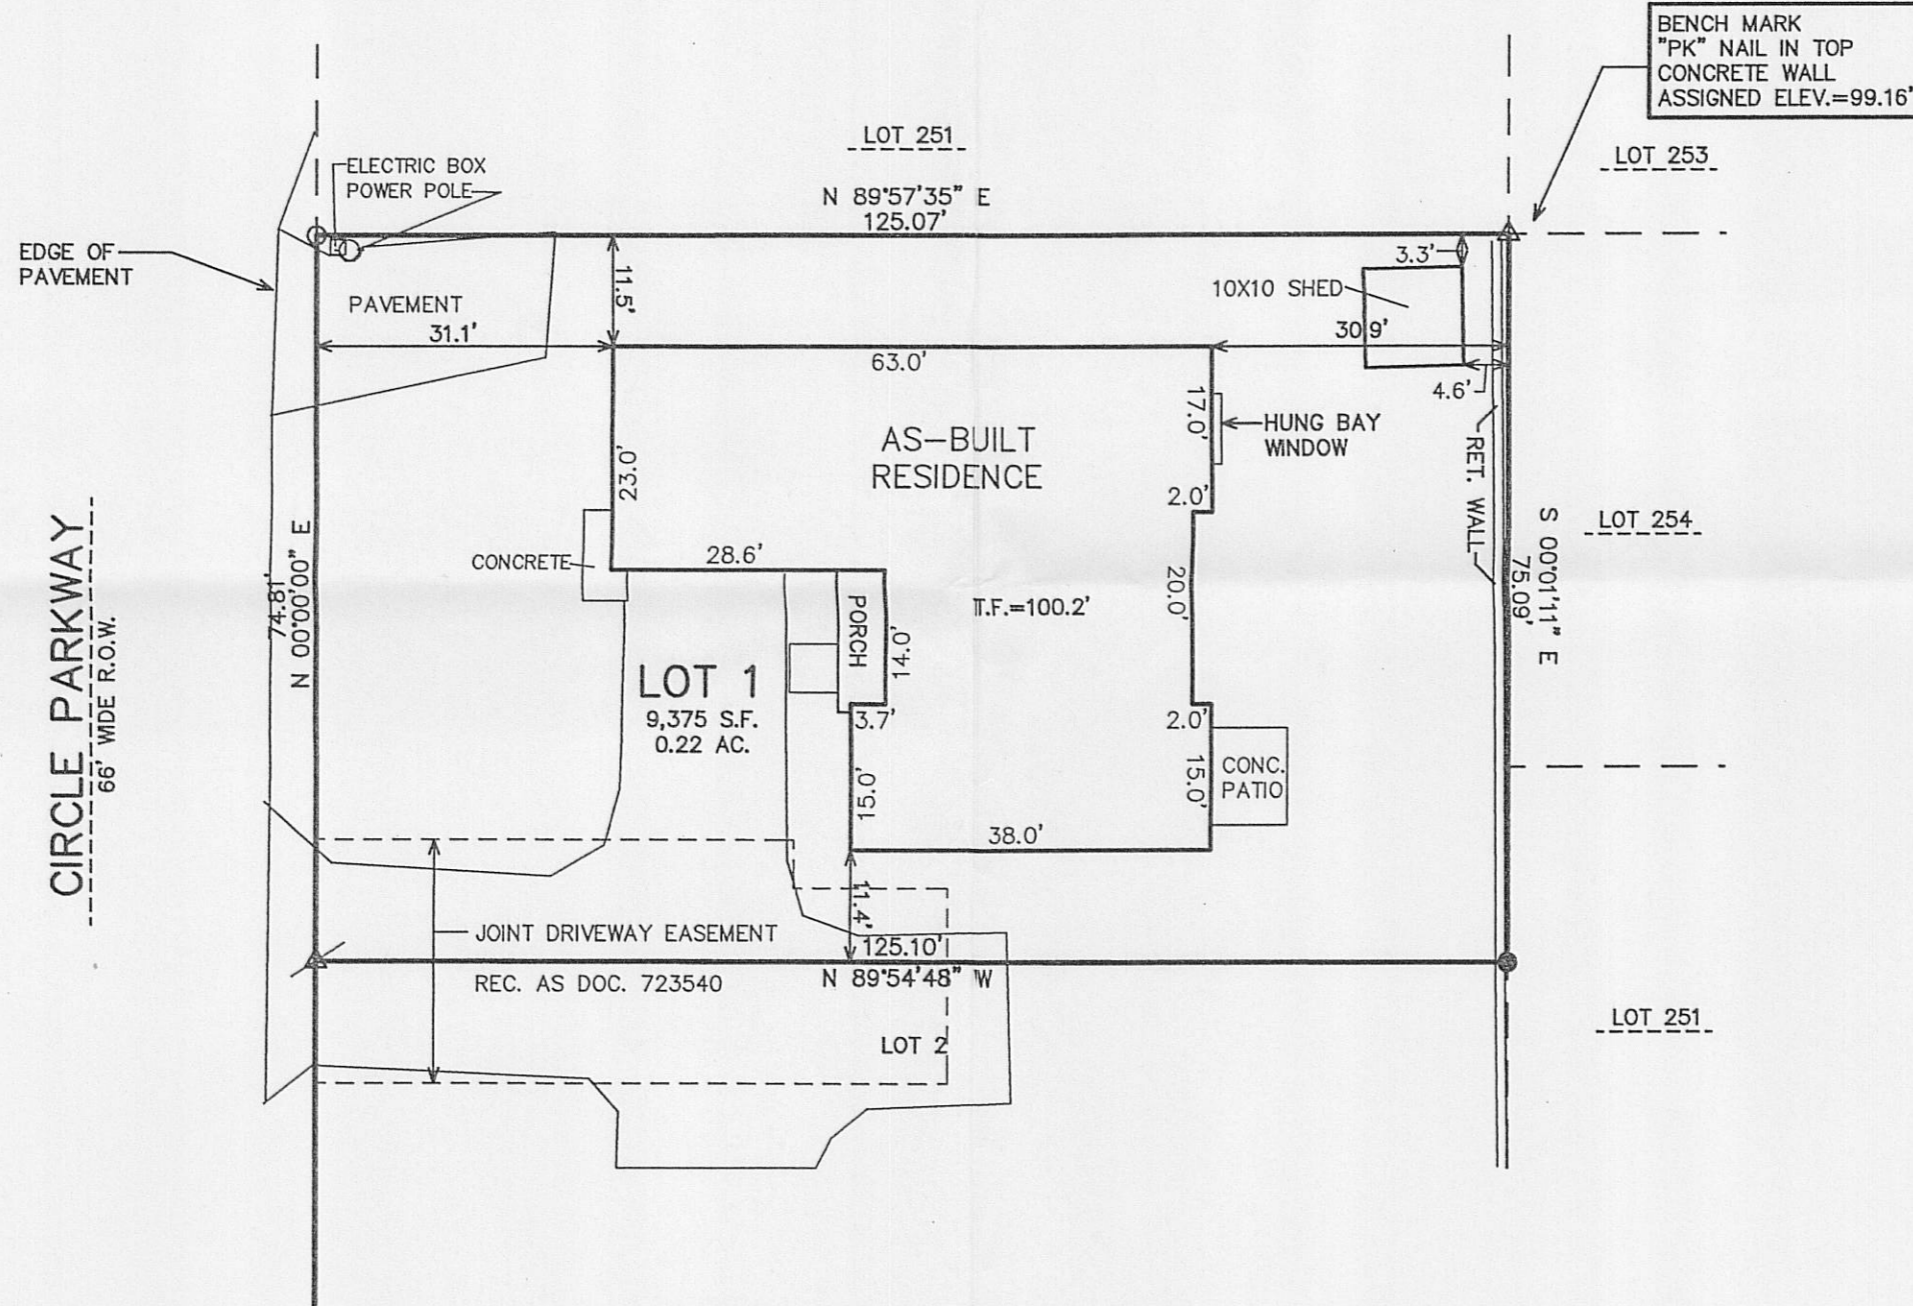 BENCH MARK
"PK" NAIL IN TOP
CONCRETE WALL
ASSIGNED ELEV.=99.16'
LOT 251
LOT 253
ELECTRIC BOX
POWER POLE
N 89°57'35" E
125.07'
EDGE OF
PAVEMENT
E
3.3'
11.5'
10X10 SHED
PAVEMENT
31.1'
30.9'
63.0'
4.6'
17.0'
HUNG BAY
WINDOW
AS-BUILT
RESIDENCE
23.0'
RET. WALL
2.0'
LOT 254
S 00°01'11" E
75.09'
CIRCLE PARKWAY
66' WIDE R.O.W.
74.81'
N 00°00'00" E
CONCRETE
28.6'
PORCH
14.0'
T.F.=100.2'
20.0'
LOT 1
9,375 S.F.
0.22 AC.
3.7'
2.0'
15.0'
15.0'
CONC.
PATIO
38.0'
11.4'
JOINT DRIVEWAY EASEMENT
125.10'
REC. AS DOC. 723540
N 89°54'48" W
LOT 251
LOT 2